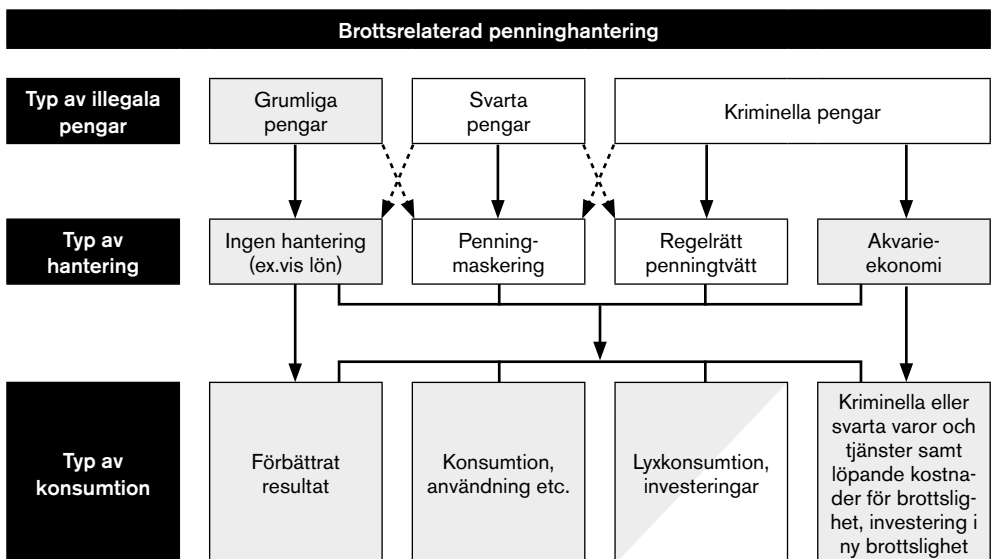 Brottsrelaterad penninghantering
Typ av illegala
pengar
Grumliga
pengar
Svarta
pengar
Kriminella pengar
Typ av
hantering
Ingen hantering
(ex.vis lön)
Penning-
maskering
Regelrätt
penningtvätt
Akvarie-
ekonomi
Typ av
konsumtion
Förbättrat
resultat
Konsumtion,
användning etc.
Lyxkonsumtion,
investeringar
Kriminella eller
svarta varor och
tjänster samt
löpande kostna-
der för brottslig-
het, investering i
ny brottslighet